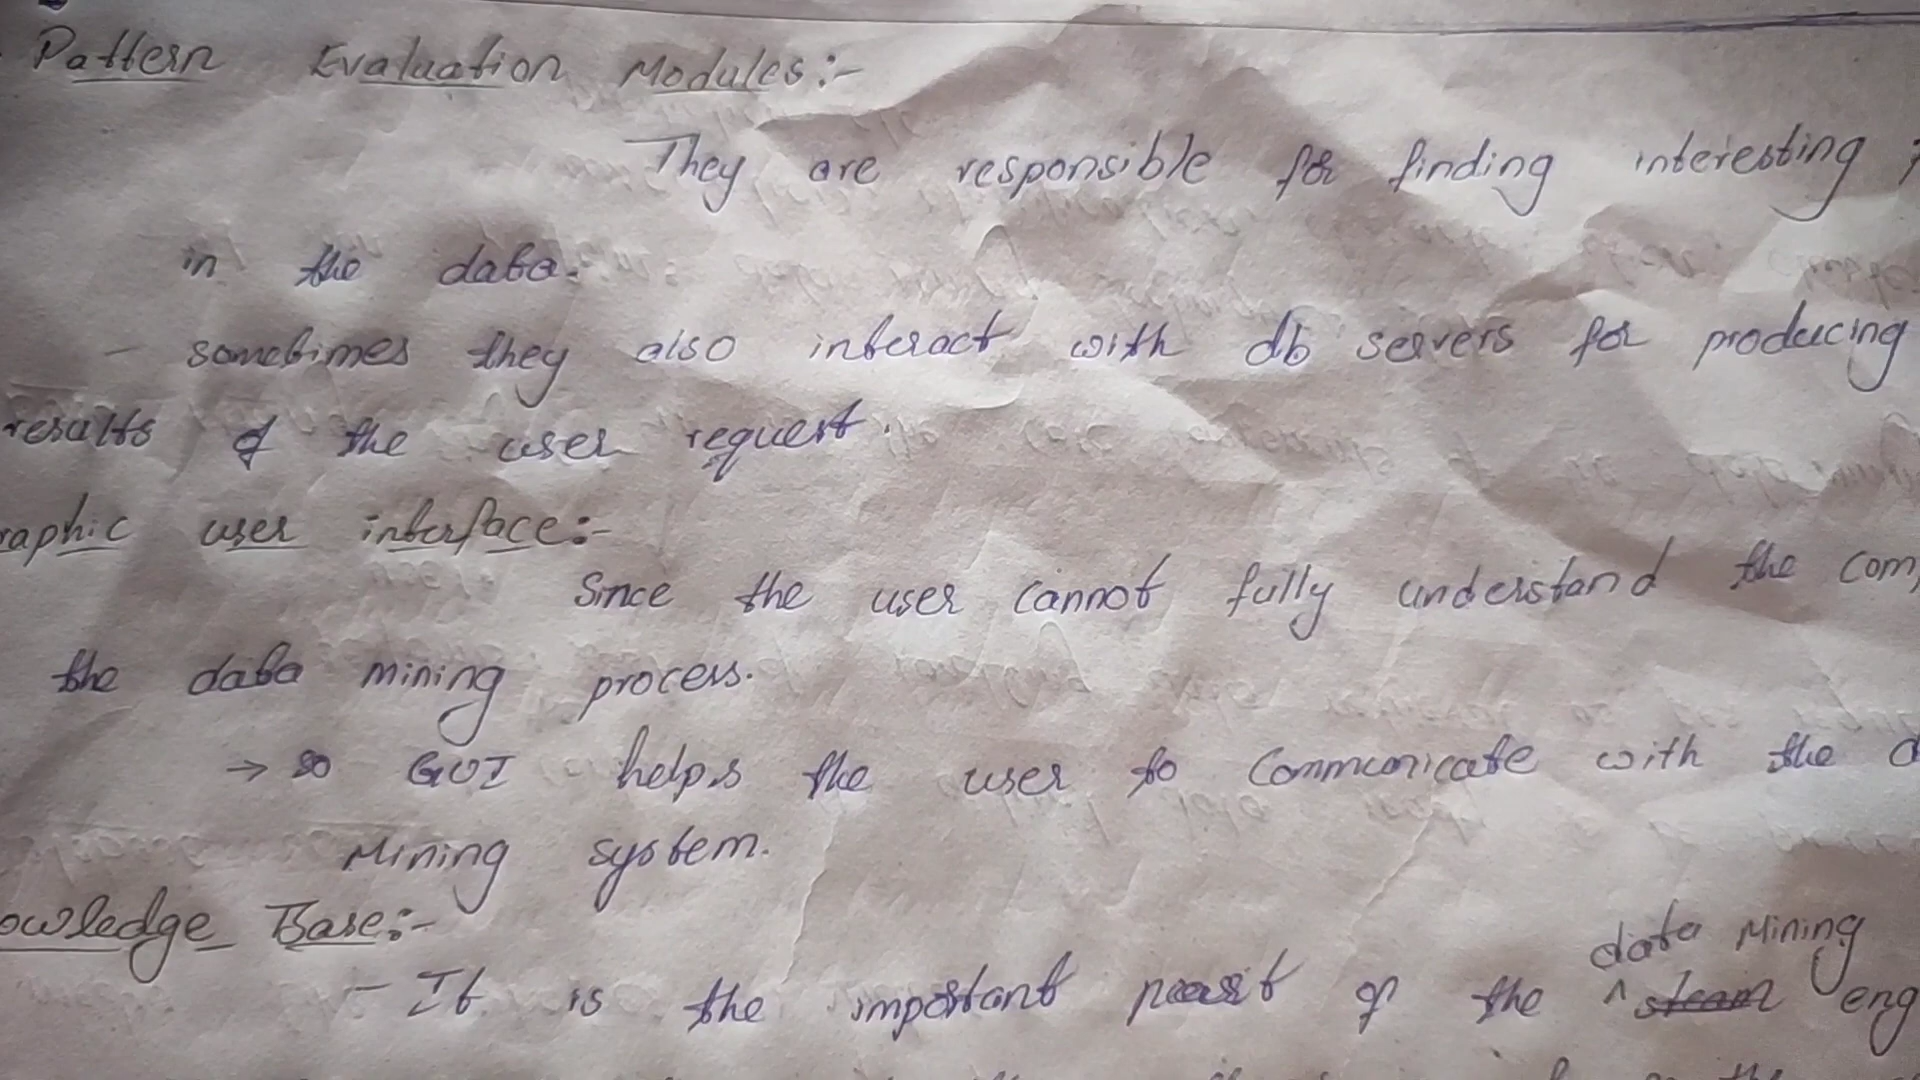 Pattern Evaluation Modules:-
They are responsible for finding interesting
in the data.
- sometimes they also interact with db servers for producing
results of the user request.
raphic user interface:-
Since the user cannot fully understand the com
the data mining process.
→ so GUI helps the user to communicate with the d
Mining system.
owledge Base:-
data Mining
- It is the important part of the ^ eng